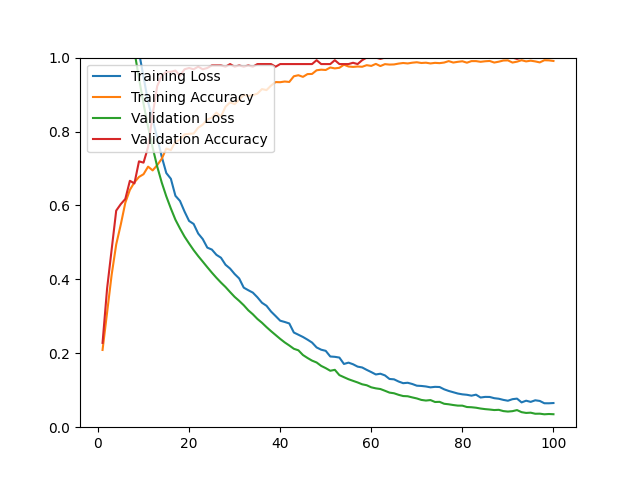 1.0
0.8
0.6
0.4
0.2
0.0
Training Loss
Training Accuracy
Validation Loss
Validation Accuracy
0 20 40 60 80 100